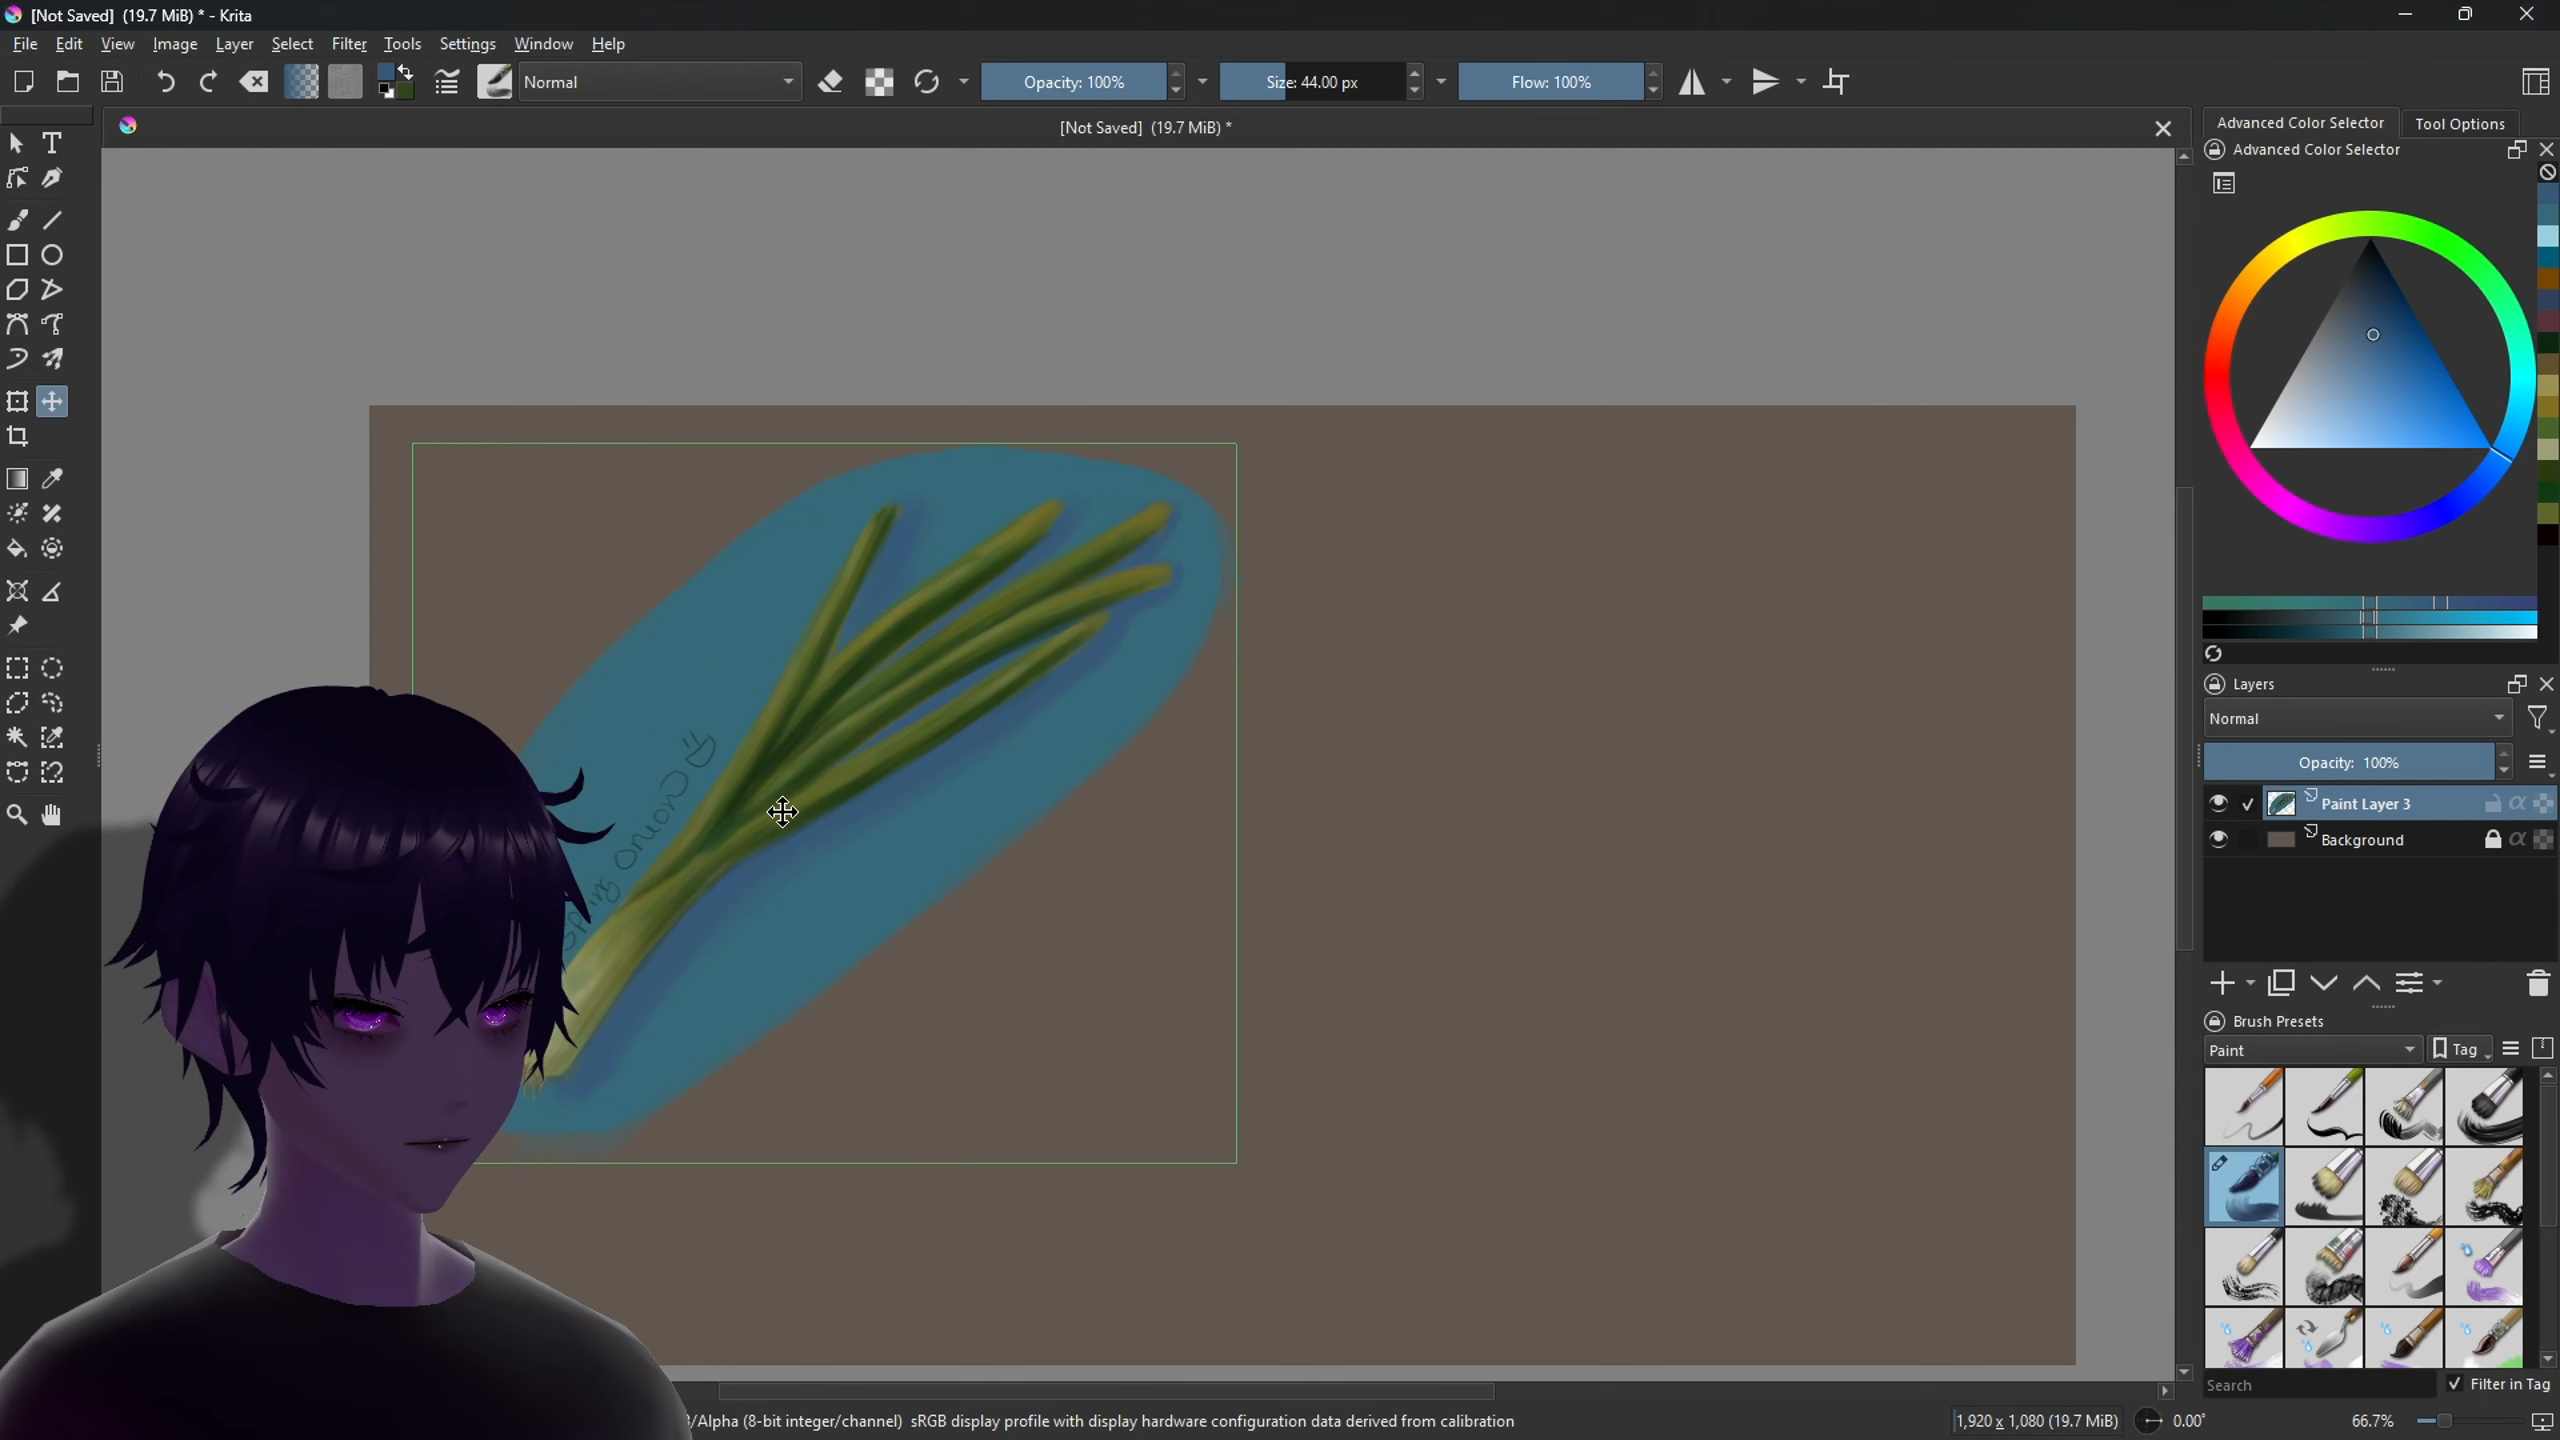 [Not Saved]  (19.7 MiB) * - Krita
File Edit View Image Layer Select Filter Tools Settings Window Help
Normal Opacity: 100% Size: 44.00 px Flow: 100%
[Not Saved]  (19.7 MiB) *
Advanced Color Selector Tool Options
Advanced Color Selector
spring onion
Layers
Normal
Opacity:  100%
Paint Layer 3
Background
Brush Presets
Paint Tag
Search Filter in Tag
/Alpha (8-bit integer/channel)  sRGB display profile with display hardware configuration data derived from calibration
1,920 x 1,080 (19.7 MiB) 0.00° 66.7%